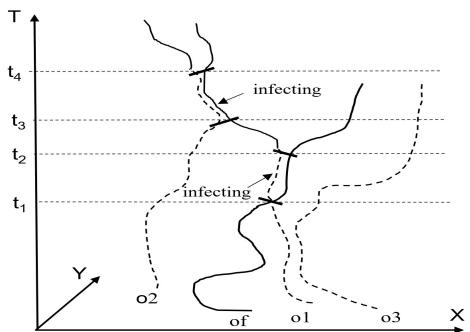 T
t4
infecting
t3
t2
infecting
t1
Y
o2
of
o1
o3
X